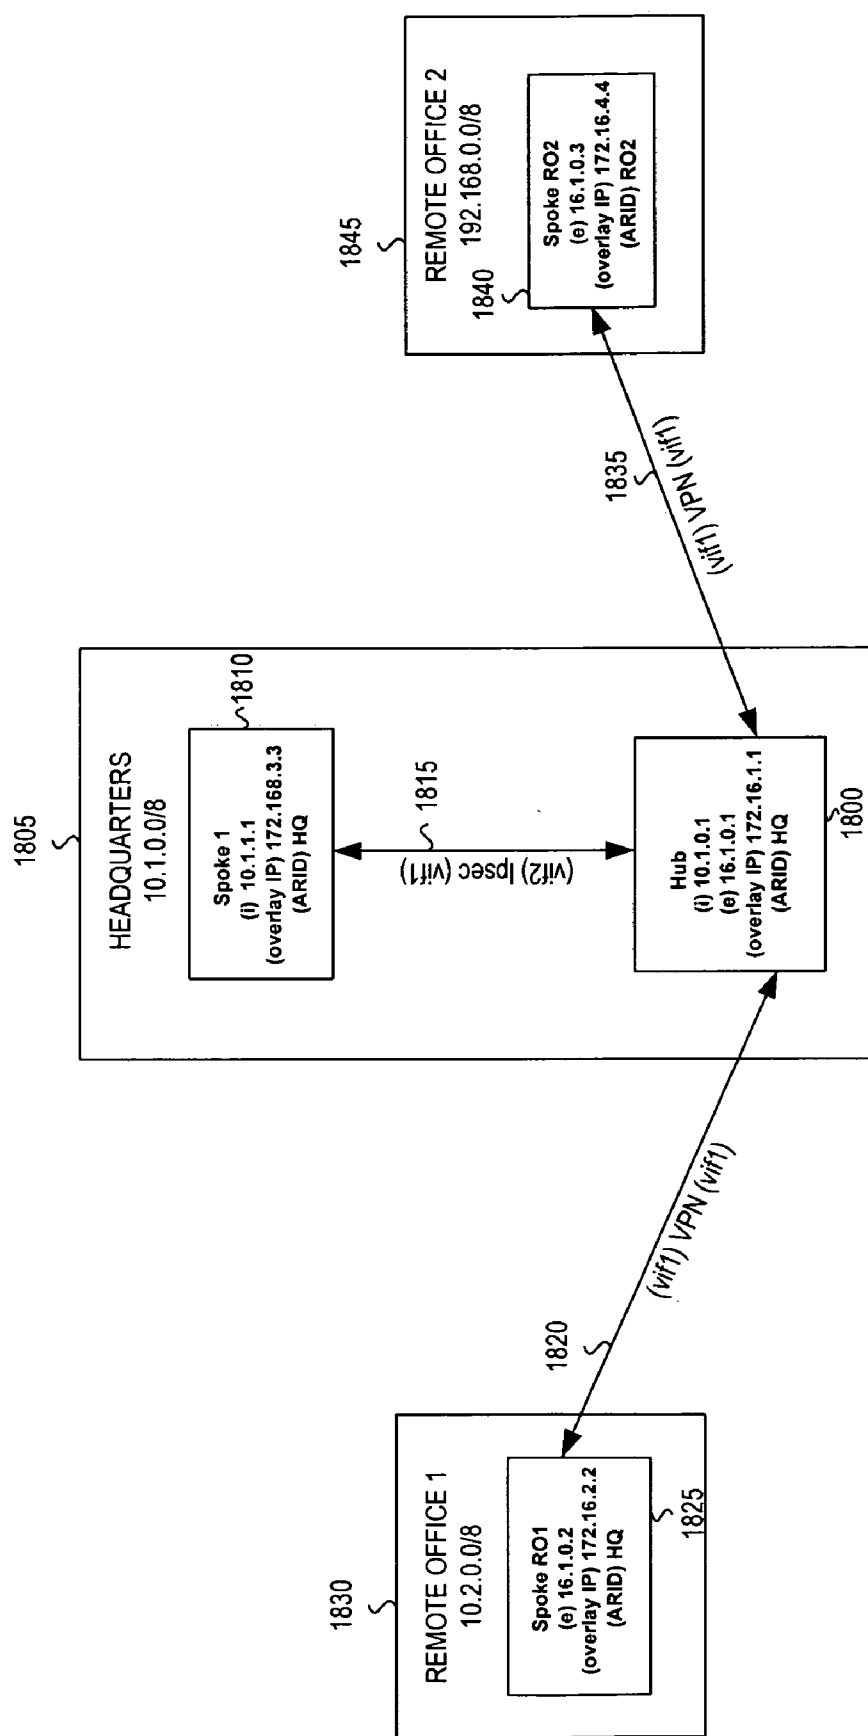 1830
REMOTE OFFICE 1
10.2.0.0/8
Spoke RO1
(e) 16.1.0.2
(overlay IP) 172.16.2.2
(ARID) HQ
1825
1820
(vif1) VPN (vif1)
1805
HEADQUARTERS
10.1.0.0/8
1810
Spoke 1
(i) 10.1.1.1
(overlay IP) 172.168.3.3
(ARID) HQ
1815
(vif2) Ipsec (vif1)
Hub
(i) 10.1.0.1
(e) 16.1.0.1
(overlay IP) 172.16.1.1
(ARID) HQ
1800
1835
(vif1) VPN (vif1)
1845
REMOTE OFFICE 2
192.168.0.0/8
1840
Spoke RO2
(e) 16.1.0.3
(overlay IP) 172.16.4.4
(ARID) RO2